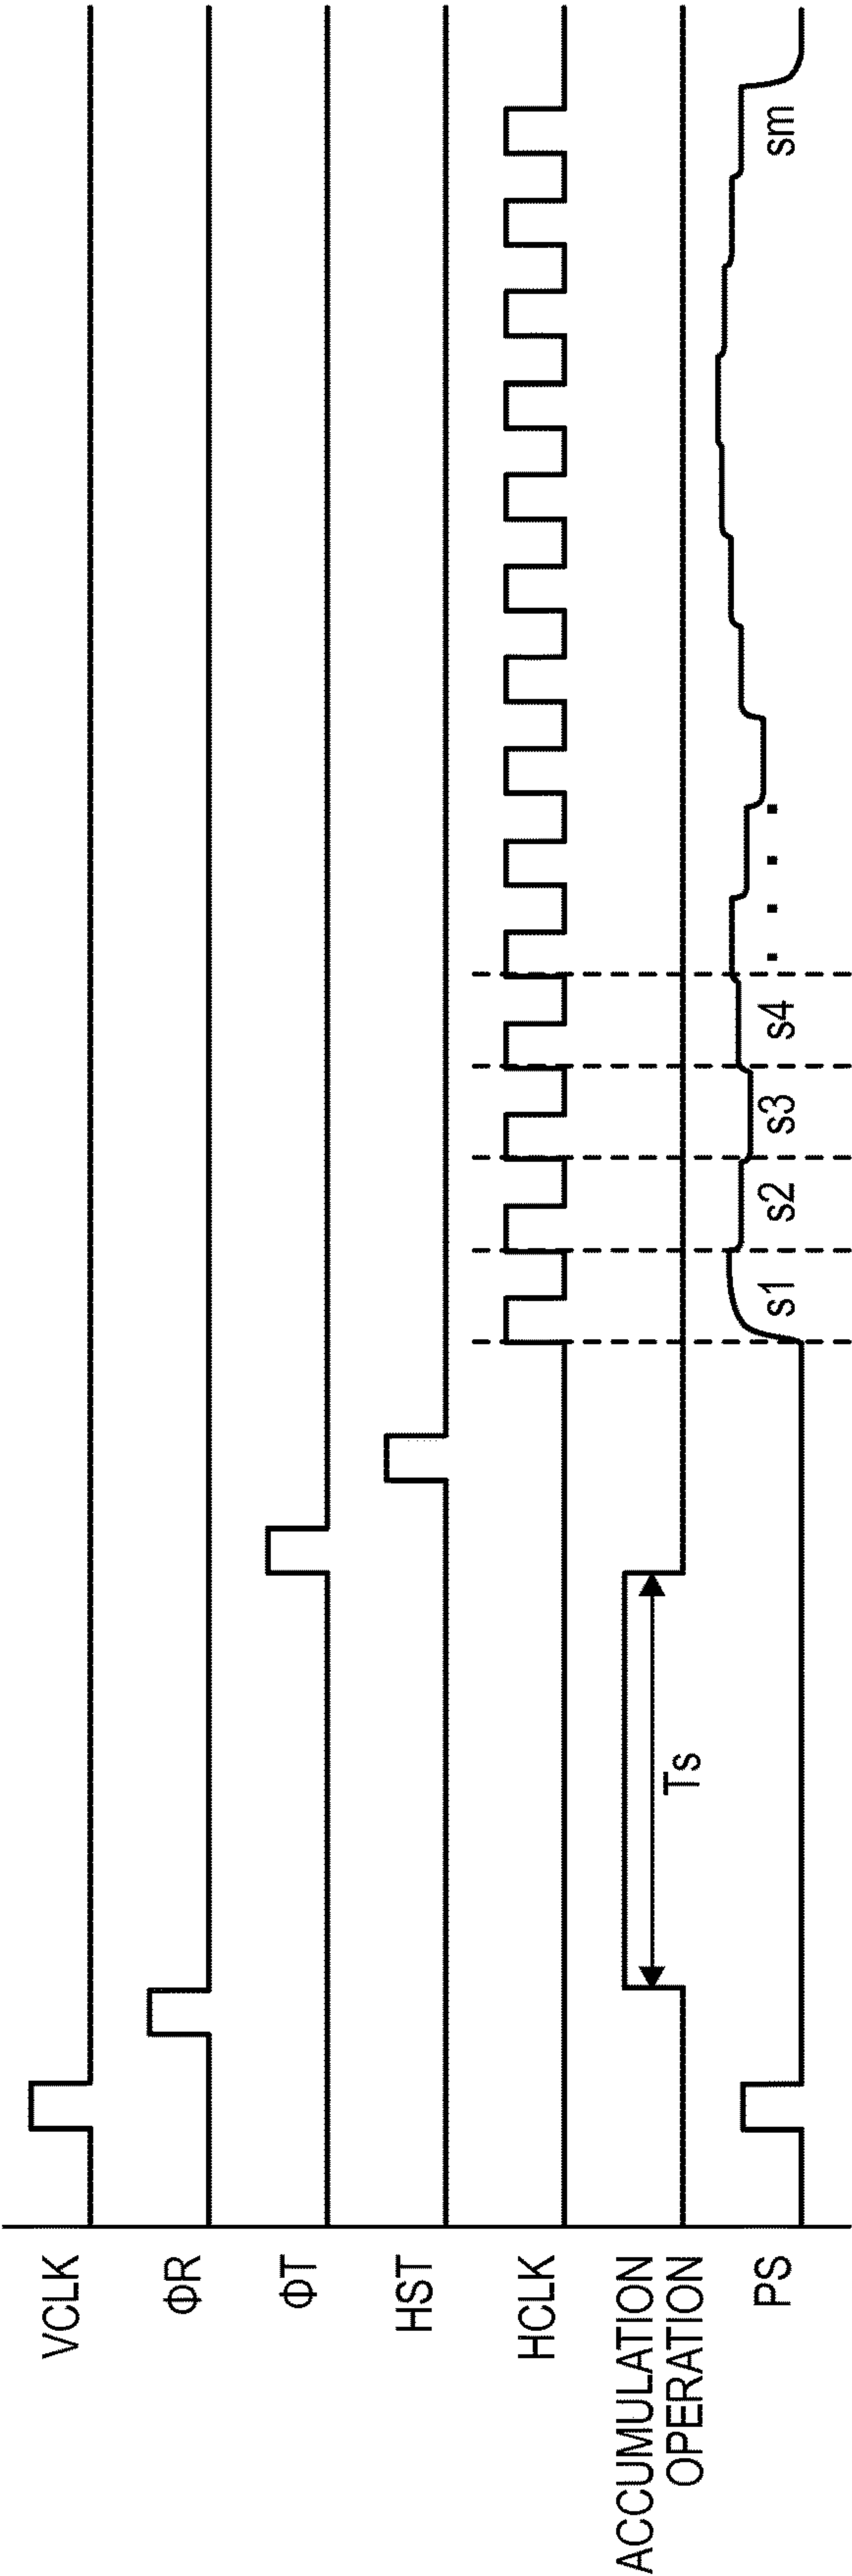 VCLK
ΦR
ΦT
HST
HCLK
ACCUMULATION
OPERATION
Ts
PS
s1
s2
s3
s4
. . . .
sm